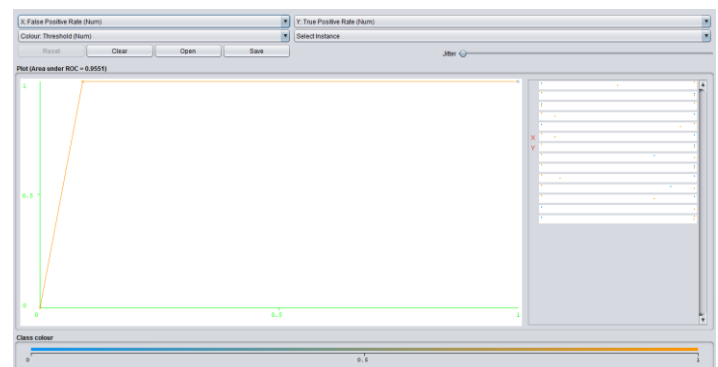 X: False Positive Rate (Num) Y: True Positive Rate (Num)
Colour: Threshold (Num) Select Instance
Reset Clear Open Save Jitter
Plot (Area under ROC = 0.9551)
1
0.5
0
0 0.5 1
X
Y
Class colour
0 0.5 1